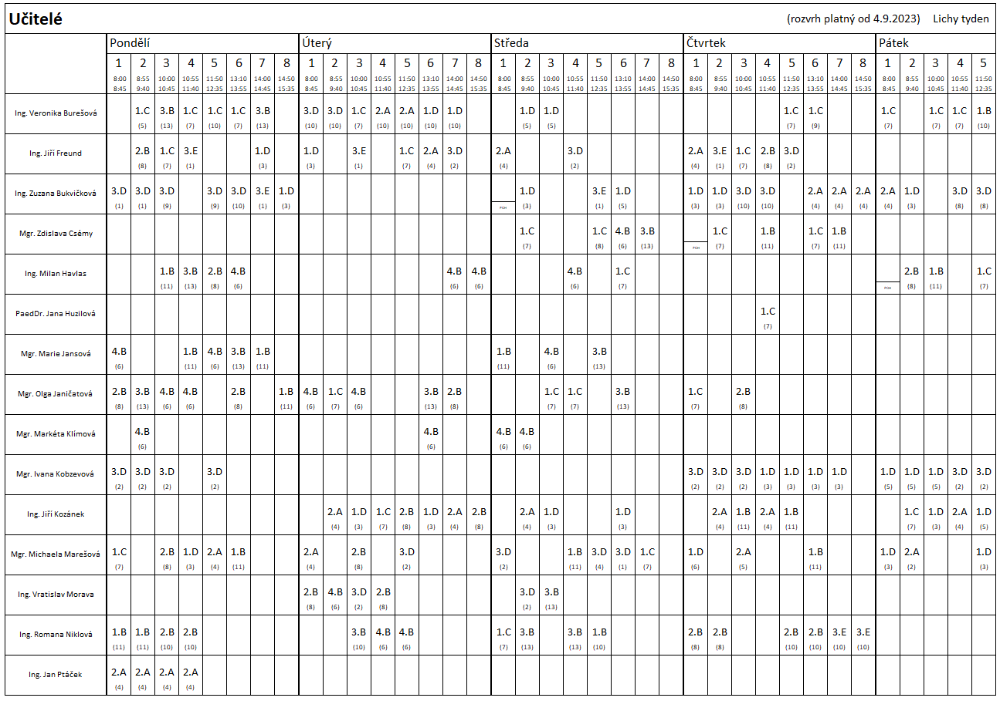 Učitelé (rozvrh platný od 4.9.2023) Lichy tyden
Pondělí Úterý Středa Čtvrtek Pátek
1 2 3 4 5 6 7 8 1 2 3 4 5 6 7 8 1 2 3 4 5 6 7 8 1 2 3 4 5 6 7 8 1 2 3 4 5
8:00 8:55 10:00 10:55 11:50 13:10 14:00 14:50 8:00 8:55 10:00 10:55 11:50 13:10 14:00 14:50 8:00 8:55 10:00 10:55 11:50 13:10 14:00 14:50 8:00 8:55 10:00 10:55 11:50 13:10 14:00 14:50 8:00 8:55 10:00 10:55 11:50
8:45 9:40 10:45 11:40 12:35 13:55 14:45 15:35 8:45 9:40 10:45 11:40 12:35 13:55 14:45 15:35 8:45 9:40 10:45 11:40 12:35 13:55 14:45 15:35 8:45 9:40 10:45 11:40 12:35 13:55 14:45 15:35 8:45 9:40 10:45 11:40 12:35
Ing. Veronika Burešová 1.C 3.B 1.C 1.C 1.C 3.B 3.D 3.D 1.C 2.A 2.A 1.D 1.D 1.D 1.D 1.C 1.C 1.C 1.C 1.C 1.B
(5) (13) (7) (10) (7) (13) (10) (10) (7) (10) (10) (10) (10) (5) (5) (7) (9) (7) (7) (7) (10)
Ing. Jiří Freund 2.B 1.C 3.E 1.D 1.D 3.E 1.C 2.A 3.D 2.A 3.D 2.A 3.E 1.C 2.B 3.D
(8) (7) (1) (3) (3) (1) (7) (4) (2) (4) (2) (4) (1) (7) (8) (2)
Ing. Zuzana Bukvičková 3.D 3.D 3.D 3.D 3.D 3.E 1.D 1.D 3.E 1.D 1.D 1.D 3.D 3.D 2.A 2.A 2.A 2.A 1.D 3.D 3.D
(1) (1) (9) (9) (10) (1) (3) POH (3) (1) (5) (3) (3) (10) (10) (4) (4) (4) (4) (3) (8) (8)
Mgr. Zdislava Csémy 1.C 1.C 4.B 3.B 1.C 1.B 1.C 1.B
(7) (8) (6) (13) POH (7) (11) (7) (11)
Ing. Milan Havlas 1.B 3.B 2.B 4.B 4.B 4.B 4.B 1.C 2.B 1.B 1.C
(11) (13) (8) (6) (6) (6) (6) (7) POH (8) (11) (7)
PaedDr. Jana Huzilová 1.C
(7)
Mgr. Marie Jansová 4.B 1.B 4.B 3.B 1.B 1.B 4.B 3.B
(6) (11) (6) (13) (11) (11) (6) (13)
Mgr. Olga Janičatová 2.B 3.B 4.B 4.B 2.B 1.B 4.B 1.C 4.B 3.B 2.B 1.C 1.C 3.B 1.C 2.B
(8) (13) (6) (6) (8) (11) (6) (7) (6) (13) (8) (7) (7) (13) (7) (8)
Mgr. Markéta Klímová 4.B 4.B 4.B 4.B
(6) (6) (6) (6)
Mgr. Ivana Kobzevová 3.D 3.D 3.D 3.D 3.D 3.D 3.D 1.D 1.D 1.D 1.D 1.D 1.D 1.D 3.D 3.D
(2) (2) (2) (2) (2) (2) (2) (3) (3) (3) (3) (5) (5) (5) (2) (2)
Ing. Jiří Kozánek 2.A 1.D 1.C 2.B 1.D 2.A 2.B 2.A 1.D 1.D 2.A 1.B 2.A 1.B 1.C 1.D 2.A 1.D
(4) (3) (7) (8) (3) (4) (8) (4) (3) (3) (4) (11) (4) (11) (7) (3) (4) (5)
Mgr. Michaela Marešová 1.C 2.B 1.D 2.A 1.B 2.A 2.B 3.D 3.D 1.B 3.D 3.D 1.C 1.D 2.A 1.B 1.D 2.A 1.D
(7) (8) (3) (4) (11) (4) (8) (2) (2) (11) (4) (1) (7) (6) (5) (11) (3) (2) (3)
Ing. Vratislav Morava 2.B 4.B 3.D 2.B 3.D 3.B
(8) (6) (2) (8) (2) (13)
Ing. Romana Niklová 1.B 1.B 2.B 2.B 3.B 4.B 4.B 1.C 3.B 3.B 1.B 2.B 2.B 2.B 2.B 3.E 3.E
(11) (11) (10) (10) (10) (6) (6) (7) (13) (13) (10) (8) (8) (10) (10) (10) (10)
Ing. Jan Ptáček 2.A 2.A 2.A 2.A
(4) (4) (4) (4)